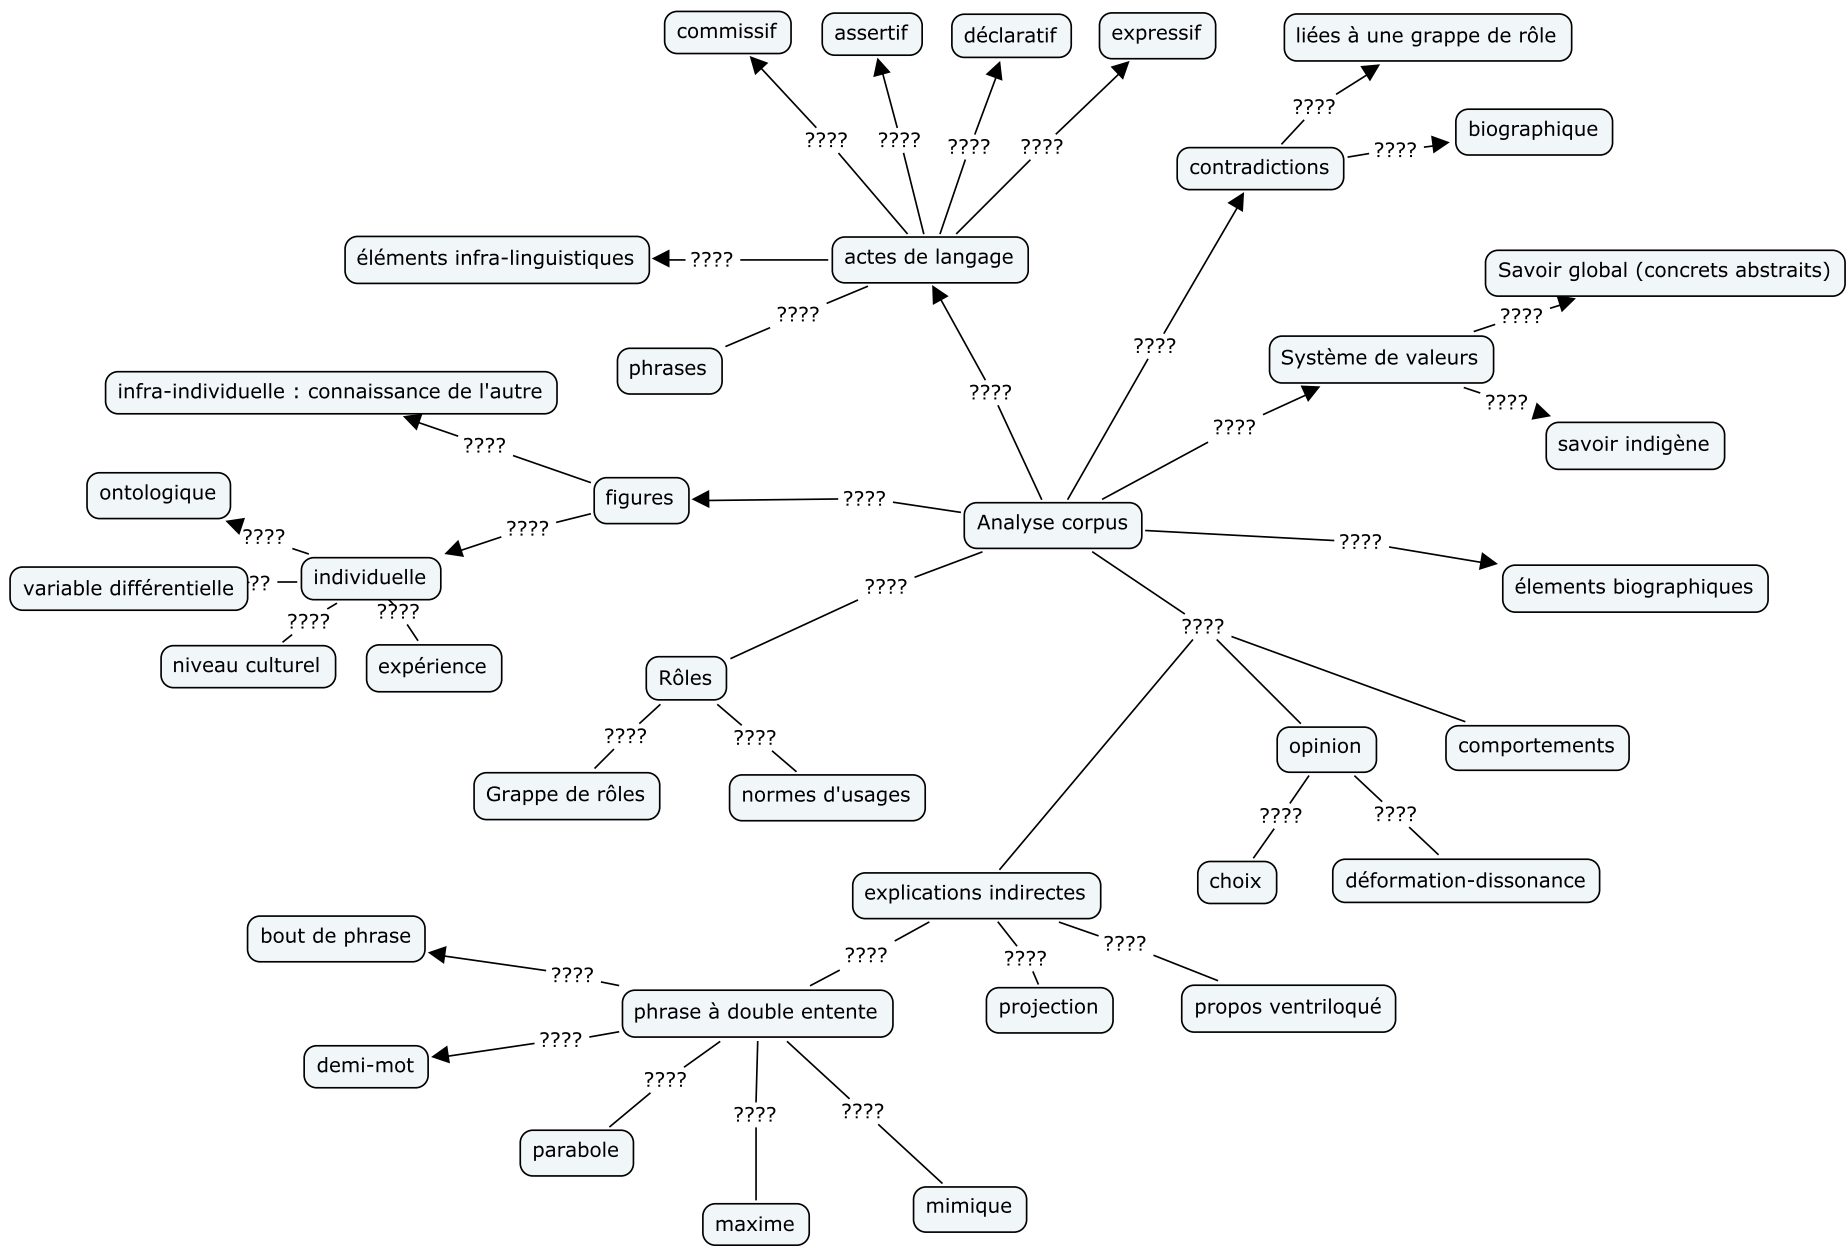 commissif
assertif
déclaratif
expressif
liées à une grappe de rôle
????
biographique
????
????
????
????
????
????
contradictions
éléments infra-linguistiques
????
actes de langage
Savoir global (concrets abstraits)
????
????
phrases
????
Système de valeurs
infra-individuelle : connaissance de l'autre
????
????
????
savoir indigène
????
ontologique
figures
????
Analyse corpus
????
????
????
variable différentielle
??
individuelle
élements biographiques
????
????
????
????
niveau culturel
expérience
Rôles
????
????
opinion
comportements
Grappe de rôles
normes d'usages
????
????
choix
déformation-dissonance
explications indirectes
bout de phrase
????
????
????
????
phrase à double entente
projection
propos ventriloqué
????
demi-mot
????
????
????
parabole
maxime
mimique